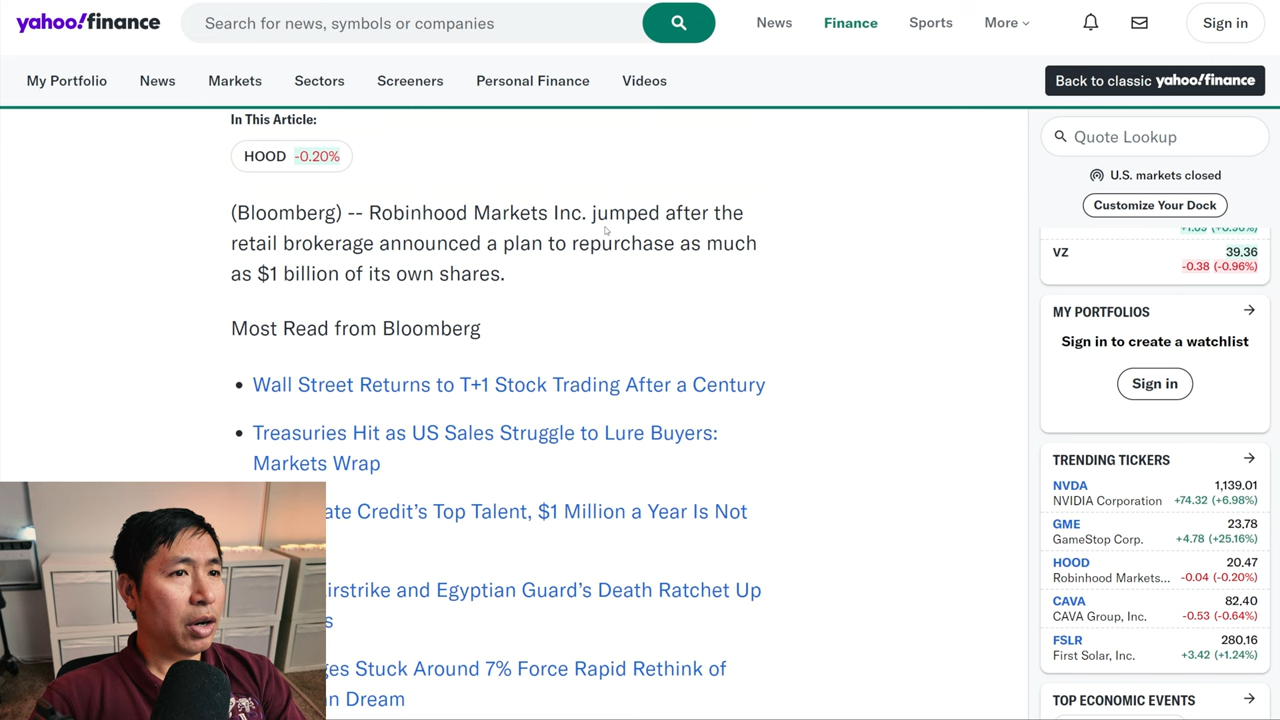 yahoo!finance
Search for news, symbols or companies
News
Finance
Sports
More
Sign in
My Portfolio
News
Markets
Sectors
Screeners
Personal Finance
Videos
Back to classic yahoo!finance
In This Article:
HOOD -0.20%
(Bloomberg) -- Robinhood Markets Inc. jumped after the
retail brokerage announced a plan to repurchase as much
as $1 billion of its own shares.
Most Read from Bloomberg
Wall Street Returns to T+1 Stock Trading After a Century
Treasuries Hit as US Sales Struggle to Lure Buyers:
Markets Wrap
ate Credit's Top Talent, $1 Million a Year Is Not
irstrike and Egyptian Guard's Death Ratchet Up
s
ges Stuck Around 7% Force Rapid Rethink of
n Dream
Quote Lookup
U.S. markets closed
Customize Your Dock
VZ 39.36
-0.38 (-0.96%)
MY PORTFOLIOS
Sign in to create a watchlist
Sign in
TRENDING TICKERS
NVDA 1,139.01
NVIDIA Corporation +74.32 (+6.98%)
GME 23.78
GameStop Corp. +4.78 (+25.16%)
HOOD 20.47
Robinhood Markets... -0.04 (-0.20%)
CAVA 82.40
CAVA Group, Inc. -0.53 (-0.64%)
FSLR 280.16
First Solar, Inc. +3.42 (+1.24%)
TOP ECONOMIC EVENTS